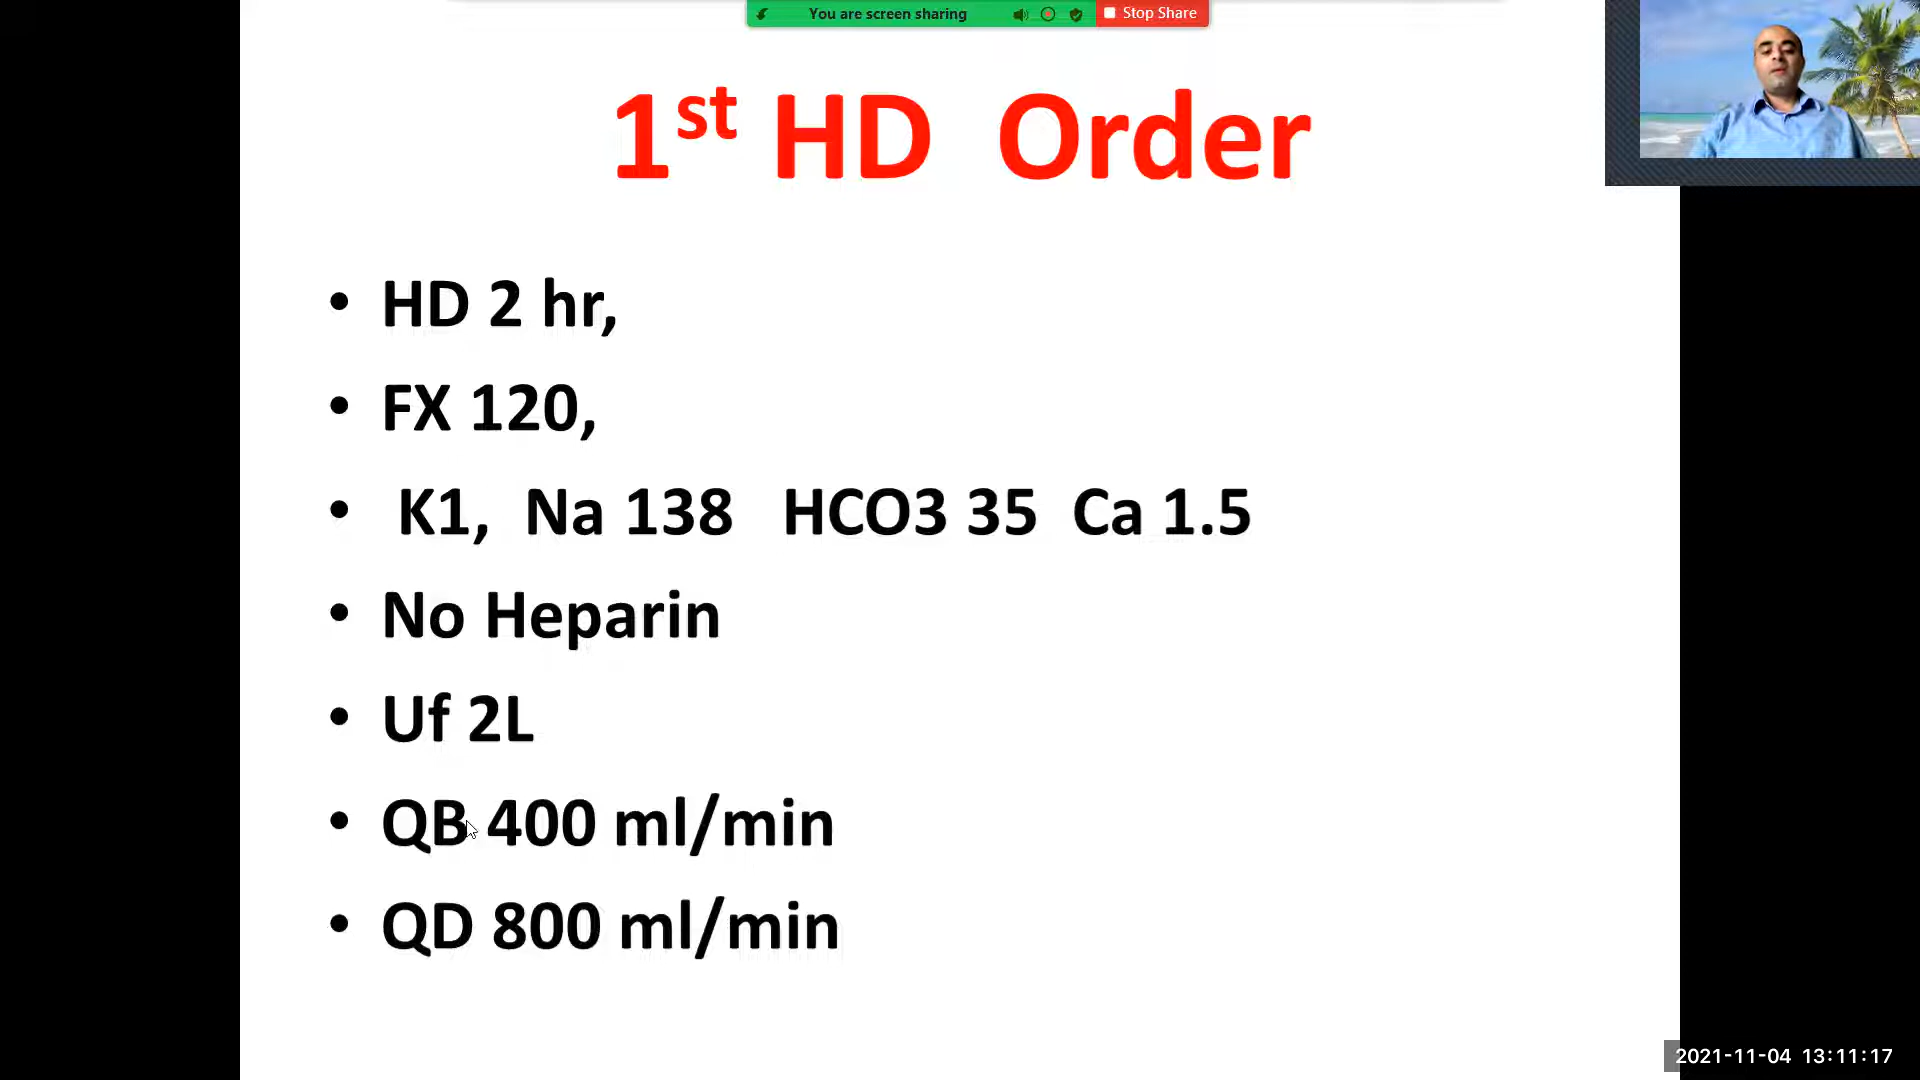 You are screen sharing
Stop Share
1st HD Order
• HD 2 hr,
• FX 120,
• K1, Na 138 HCO3 35 Ca 1.5
• No Heparin
• Uf 2L
• QB 400 ml/min
• QD 800 ml/min
2021-11-04 13:11:17